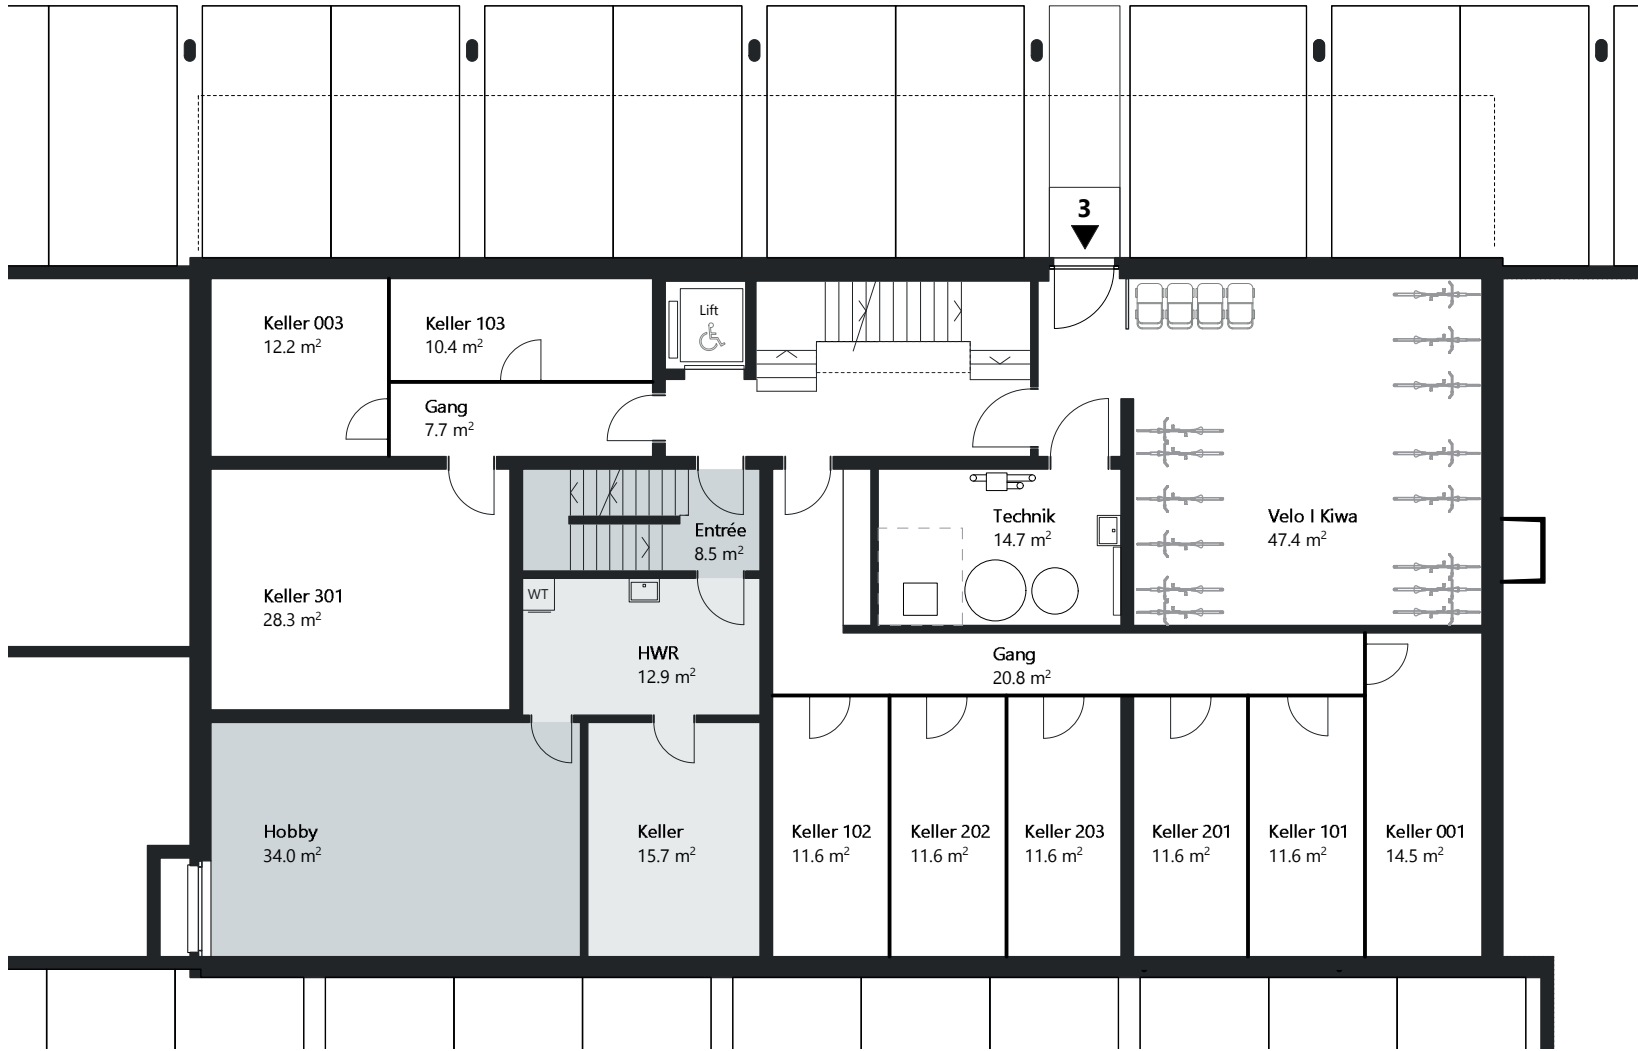 3
Lift
Keller 003
12.2 m²
Keller 103
10.4 m²
Gang
7.7 m²
Entrée
8.5 m²
Technik
14.7 m²
Velo I Kiwa
47.4 m²
Keller 301
28.3 m²
WT
HWR
12.9 m²
Gang
20.8 m²
Hobby
34.0 m²
Keller
15.7 m²
Keller 102
11.6 m²
Keller 202
11.6 m²
Keller 203
11.6 m²
Keller 201
11.6 m²
Keller 101
11.6 m²
Keller 001
14.5 m²